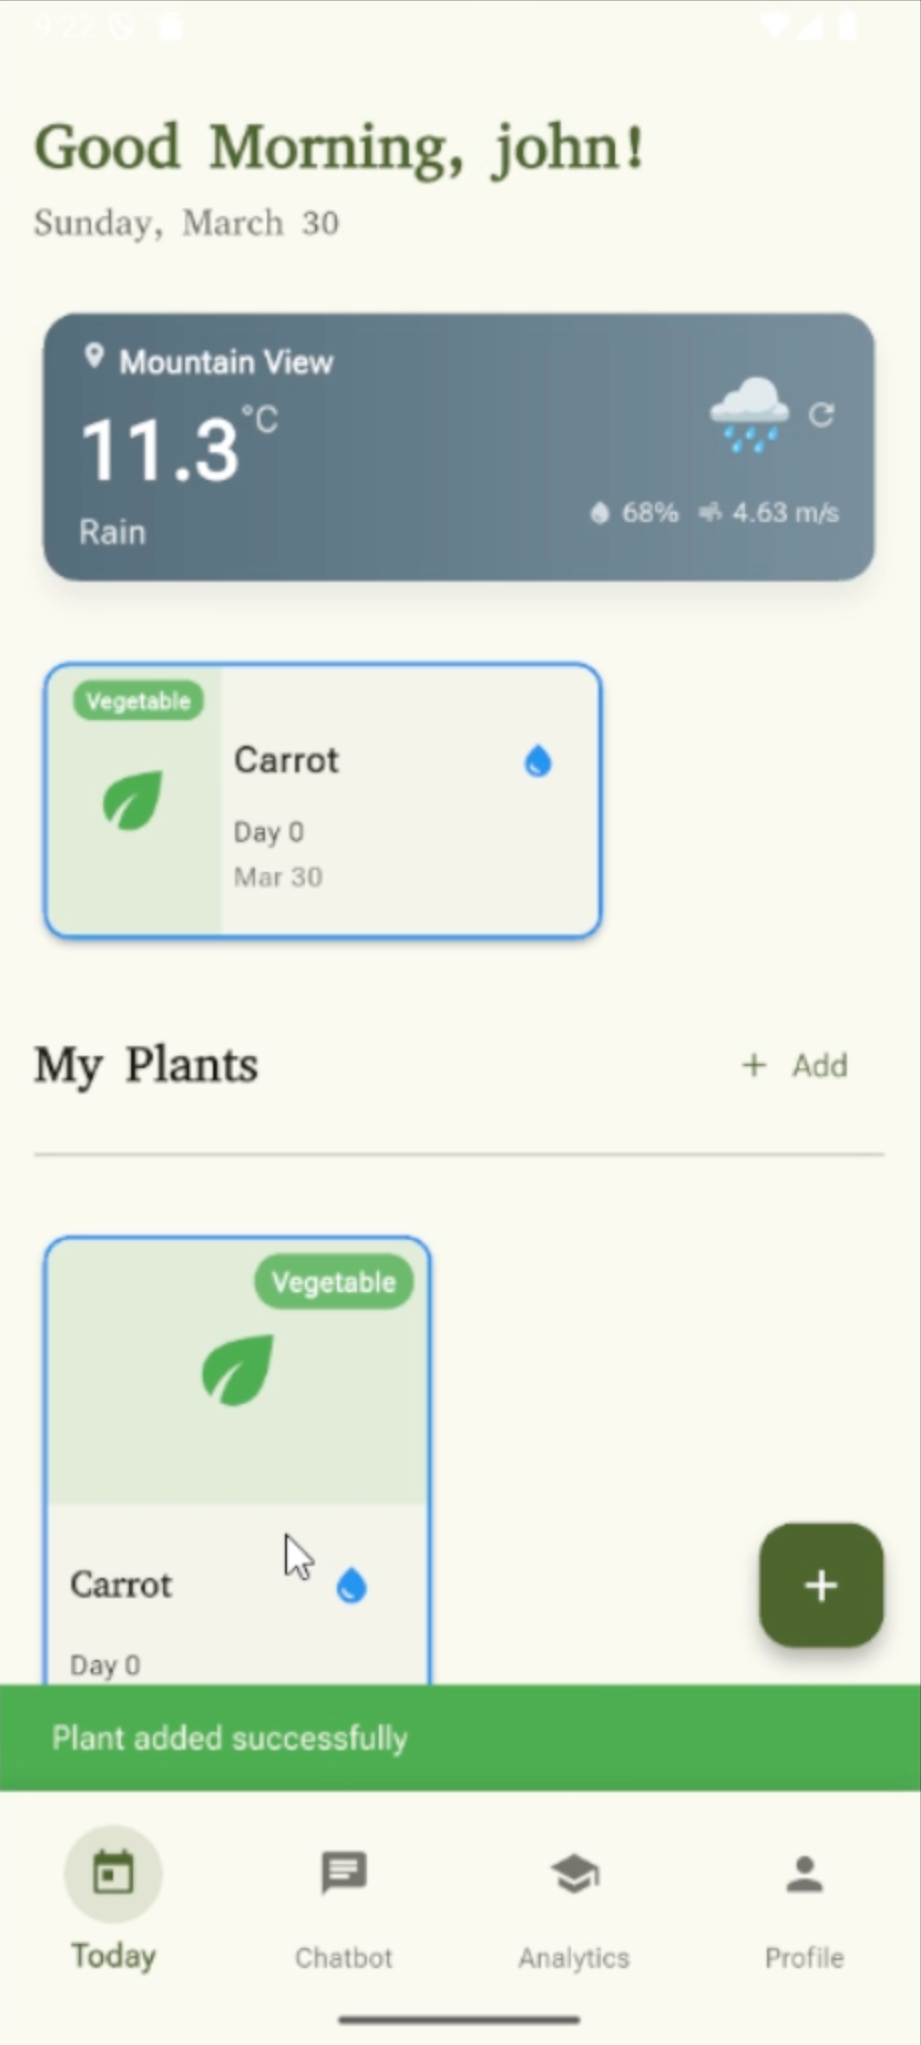 9:22
Good Morning, john!
Sunday, March 30
Mountain View
11.3°C
Rain
68% 4.63 m/s
Vegetable
Carrot
Day 0
Mar 30
My Plants
+ Add
Vegetable
Carrot
Day 0
Plant added successfully
Today
Chatbot
Analytics
Profile